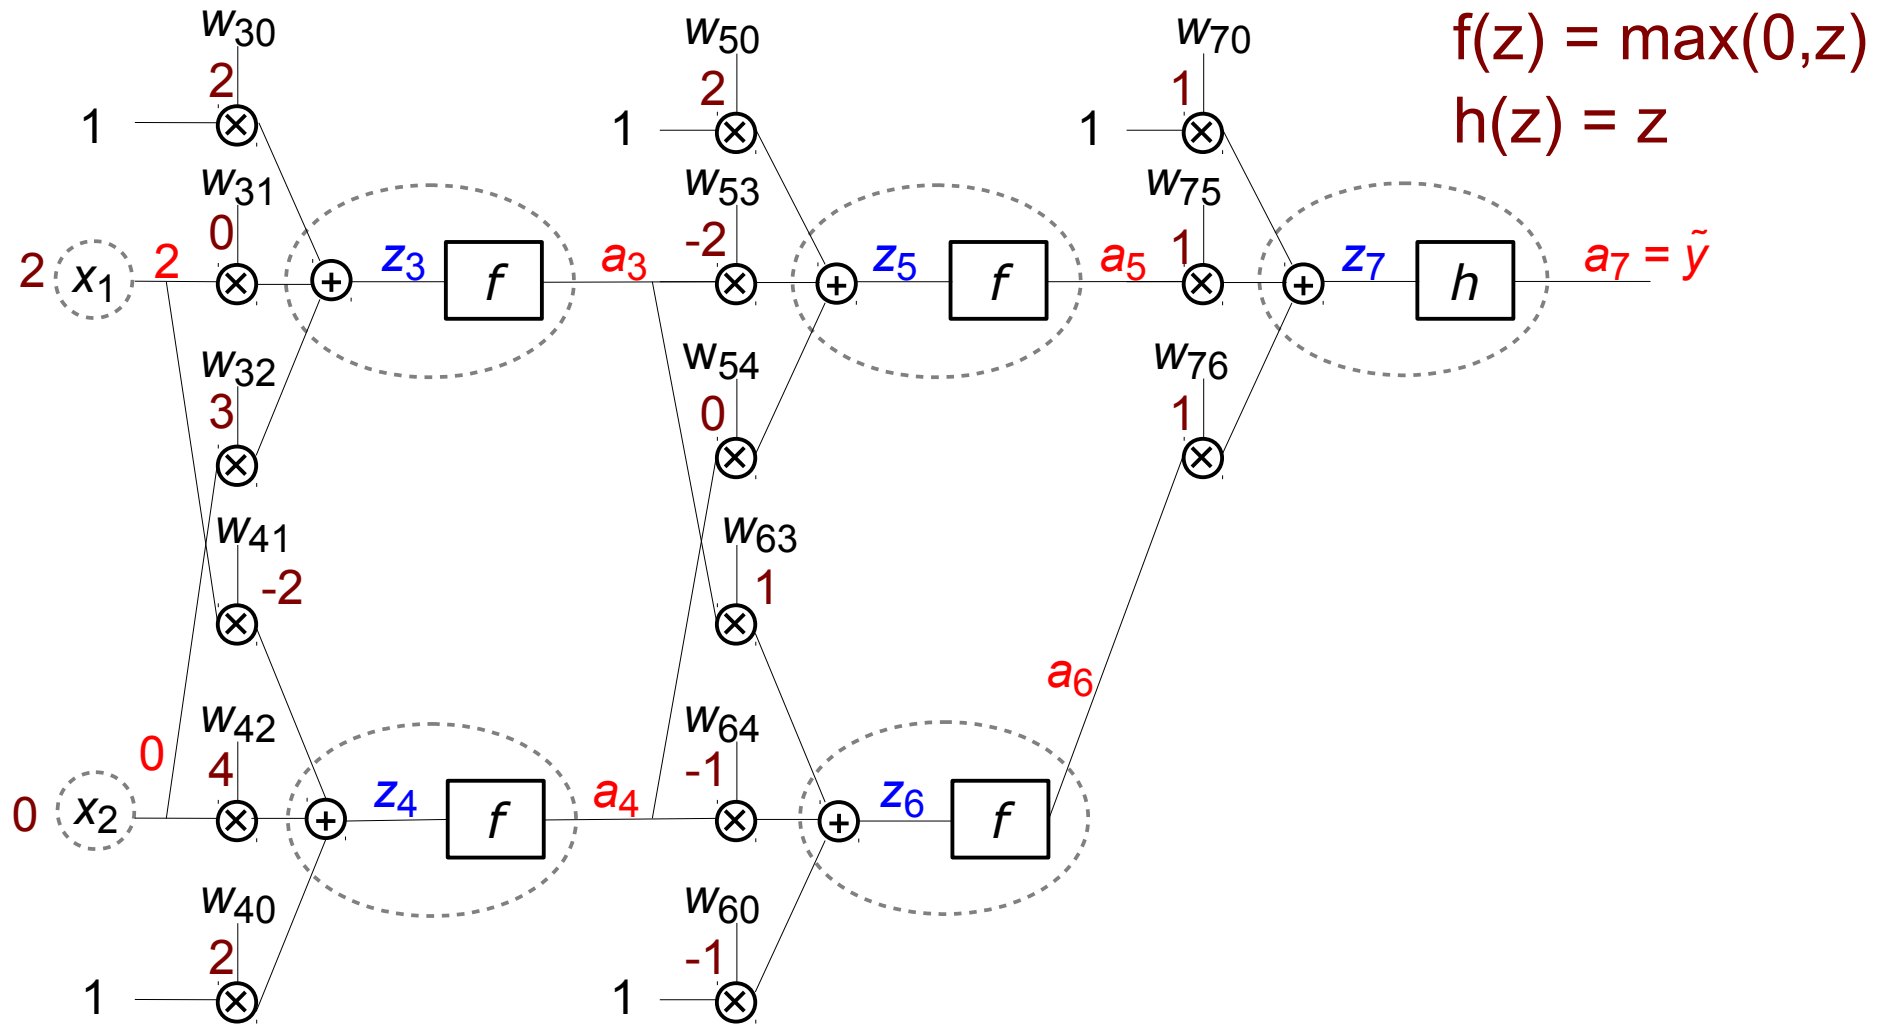 w30 w50 w70 f(z) = max(0,z)
2 2 1
1 1 1 h(z) = z
w31 w53 w75
0 -2 1
2 x1 2 z3 f a3 z5 f a5 z7 h a7 = ỹ
w32 w54 w76
3 0 1
w41 w63
-2 1
a6
w42 w64
0 4 -1
0 x2 z4 f a4 z6 f
w40 w60
2 -1
1 1